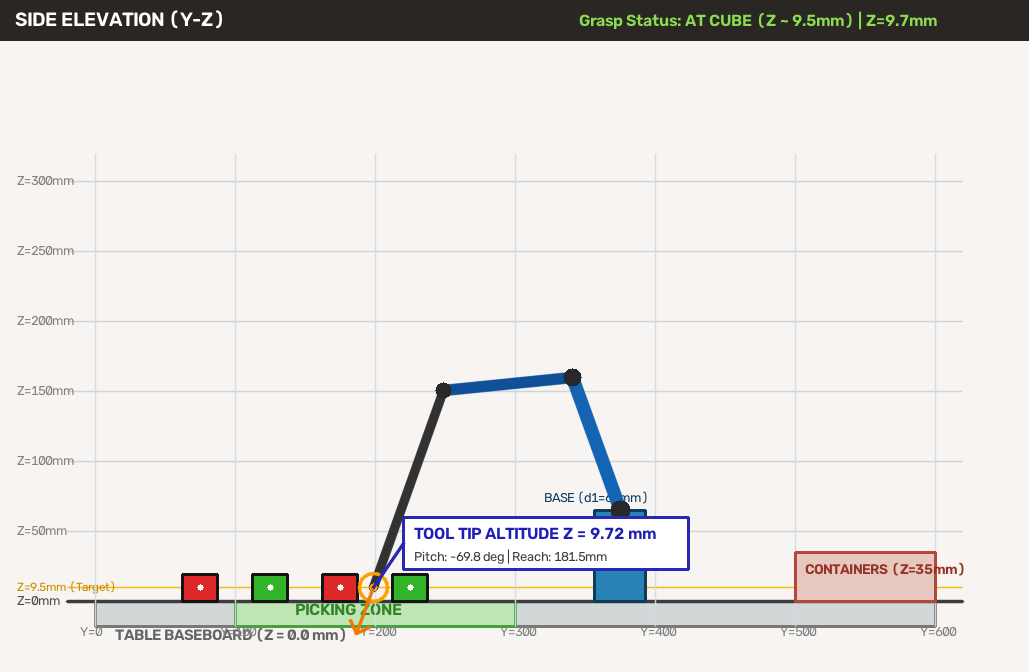 SIDE ELEVATION (Y-Z)
Grasp Status: AT CUBE (Z ~ 9.5mm) | Z=9.7mm
Z=300mm
Z=250mm
Z=200mm
Z=150mm
Z=100mm
BASE (d1=
mm)
Z=50mm
TOOL TIP ALTITUDE Z = 9.72 mm
Pitch: -69.8 deg | Reach: 181.5mm
CONTAINERS (Z=35mm)
Z=9.5mm (Target)
Z=0mm
PICKING ZONE
Y=0
Y=200
Y=300
Y=400
Y=500
Y=600
TABLE BASEBOARD (Z = 0.0 mm)